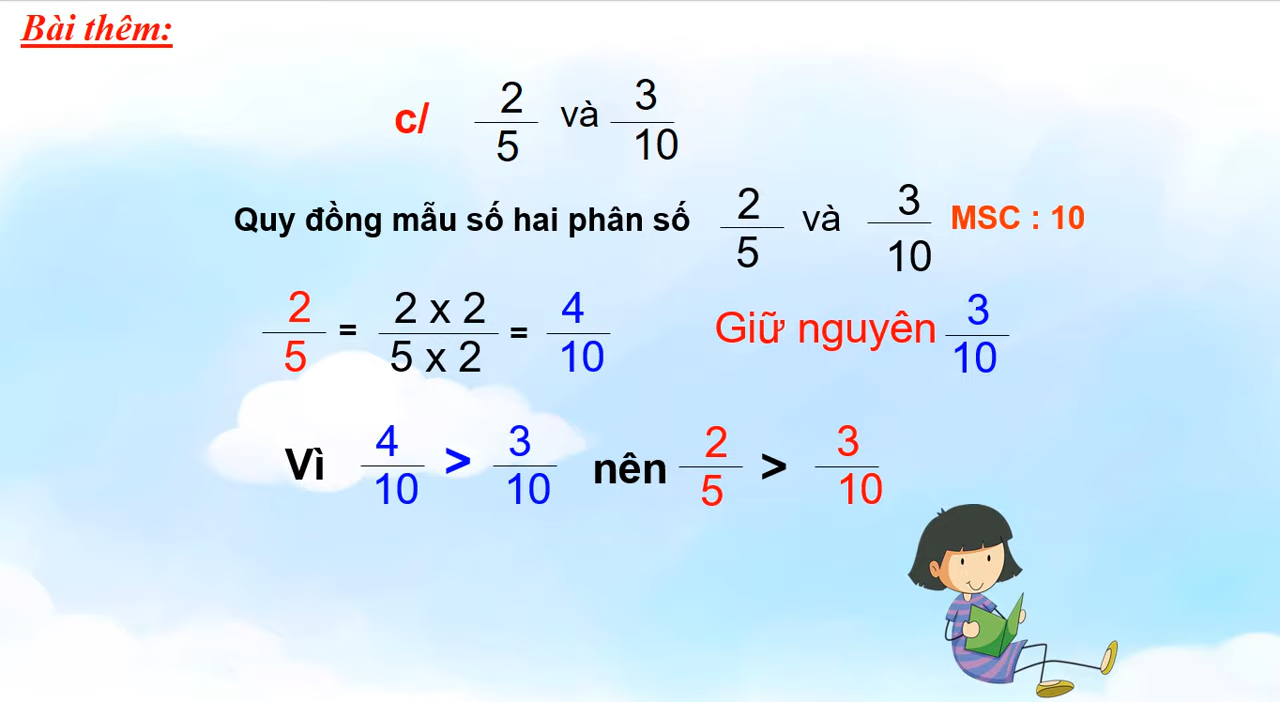 Bài thêm:
c/ 2/5 và 3/10
Quy đồng mẫu số hai phân số 2/5 và 3/10 MSC : 10
2/5 = 2 x 2/5 x 2 = 4/10 Giữ nguyên 3/10
Vì 4/10 > 3/10 nên 2/5 > 3/10